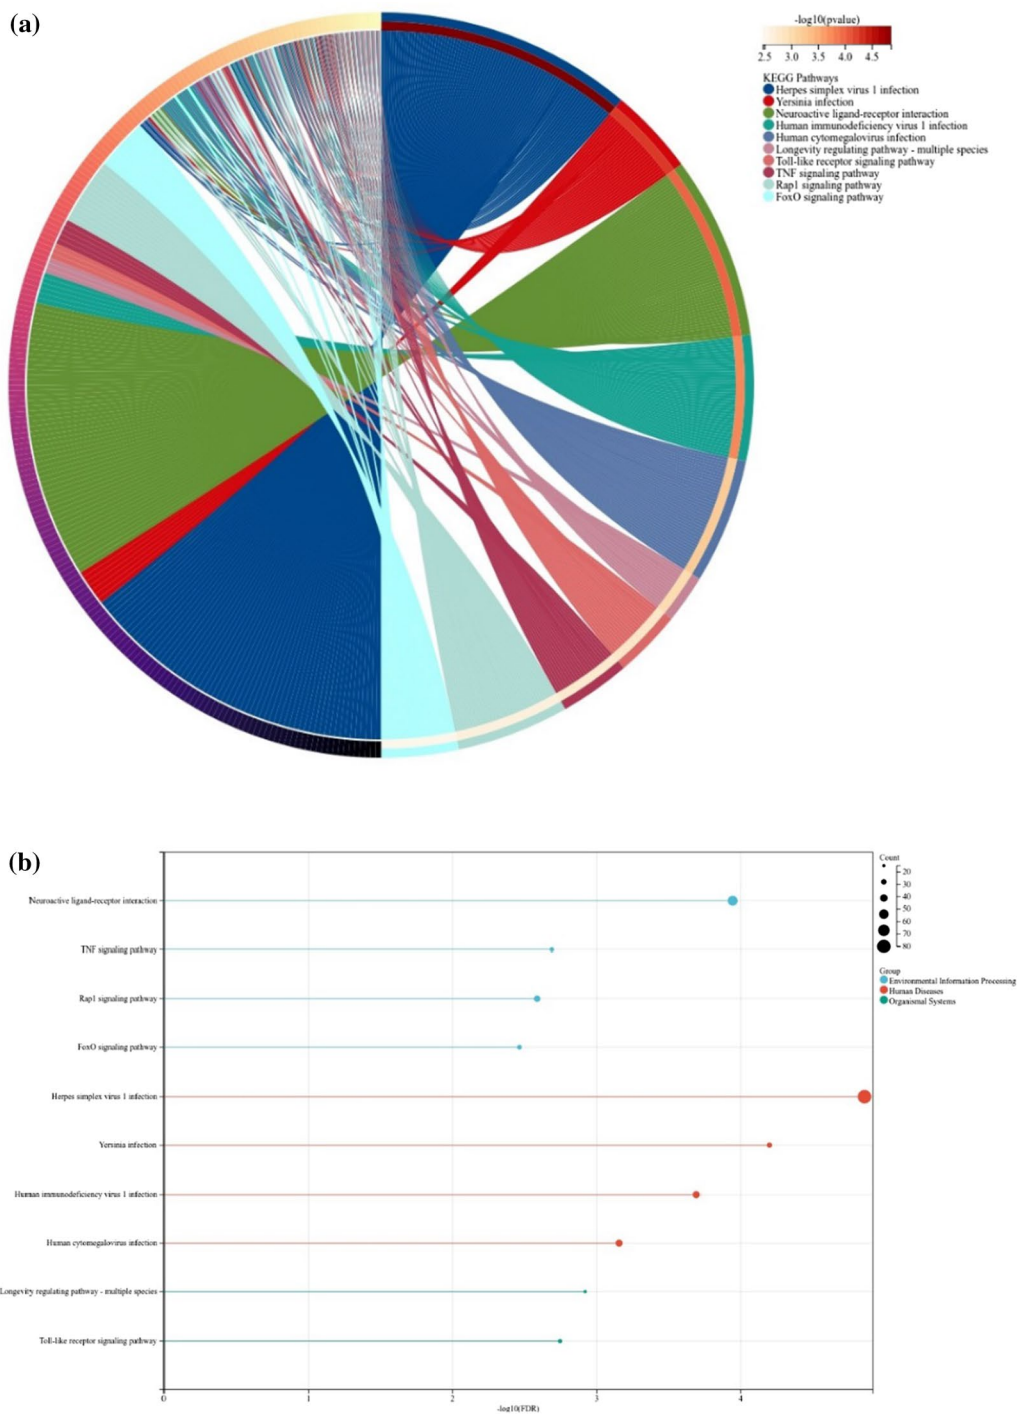 (a)
-log10(pvalue)
2.5 3.0 3.5 4.0 4.5
KEGG Pathways
Herpes simplex virus 1 infection
Yersinia infection
Neuroactive ligand-receptor interaction
Human immunodeficiency virus 1 infection
Human cytomegalovirus infection
Longevity regulating pathway - multiple species
Toll-like receptor signaling pathway
TNF signaling pathway
Rap1 signaling pathway
FoxO signaling pathway
(b)
Neuroactive ligand-receptor interaction
TNF signaling pathway
Rap1 signaling pathway
FoxO signaling pathway
Herpes simplex virus 1 infection
Yersinia infection
Human immunodeficiency virus 1 infection
Human cytomegalovirus infection
Longevity regulating pathway - multiple species
Toll-like receptor signaling pathway
0 1 2 3 4
-log10(FDR)
Count
20
30
40
50
60
70
80
Group
Environmental Information Processing
Human Diseases
Organismal Systems